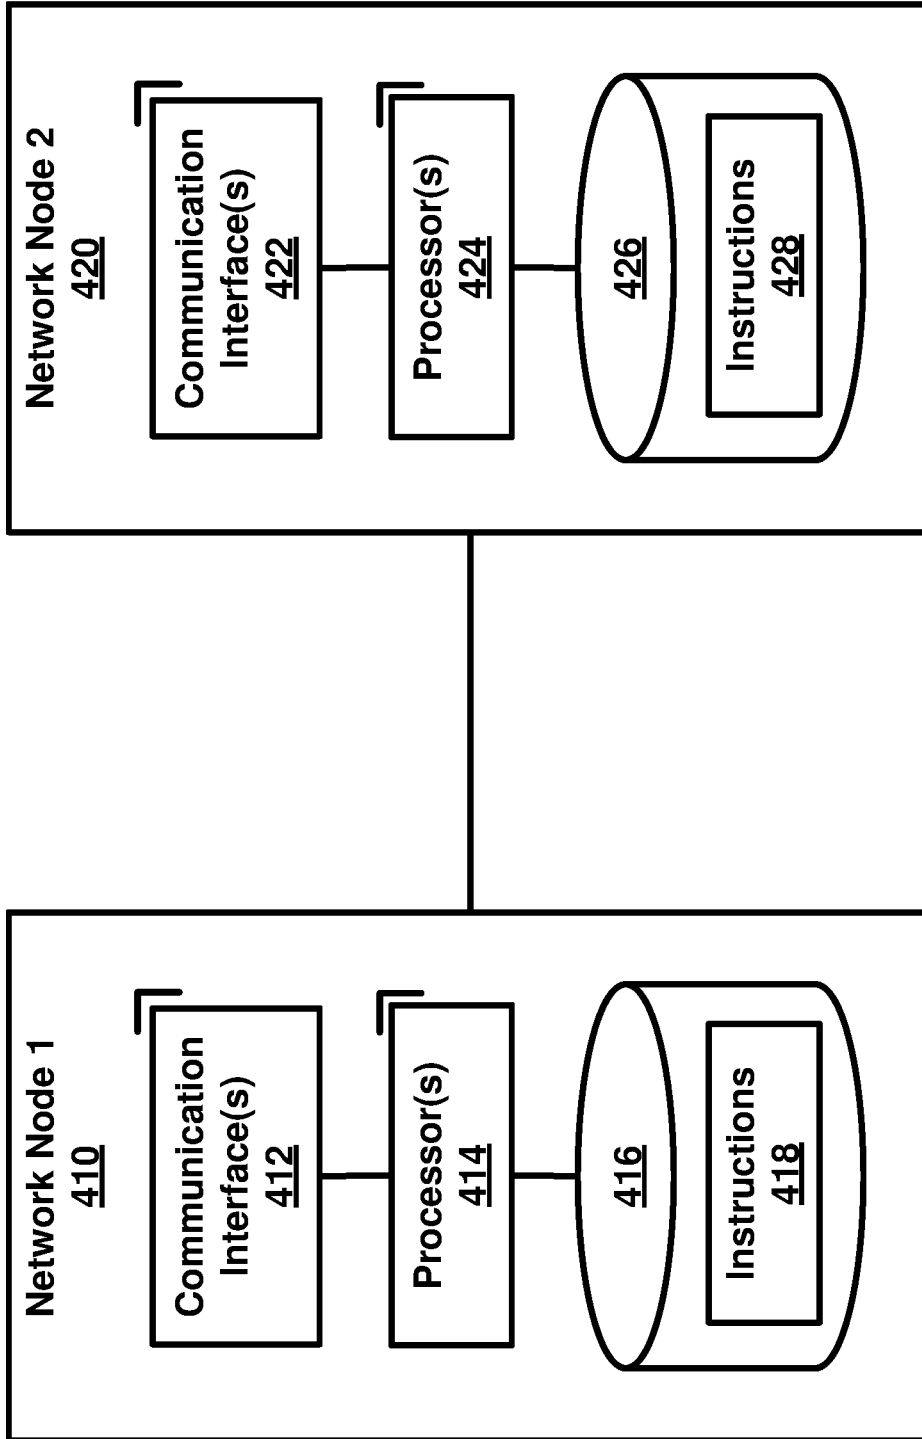 Network Node 1
410
Communication
Interface(s)
412
Processor(s)
414
416
Instructions
418
Network Node 2
420
Communication
Interface(s)
422
Processor(s)
424
426
Instructions
428